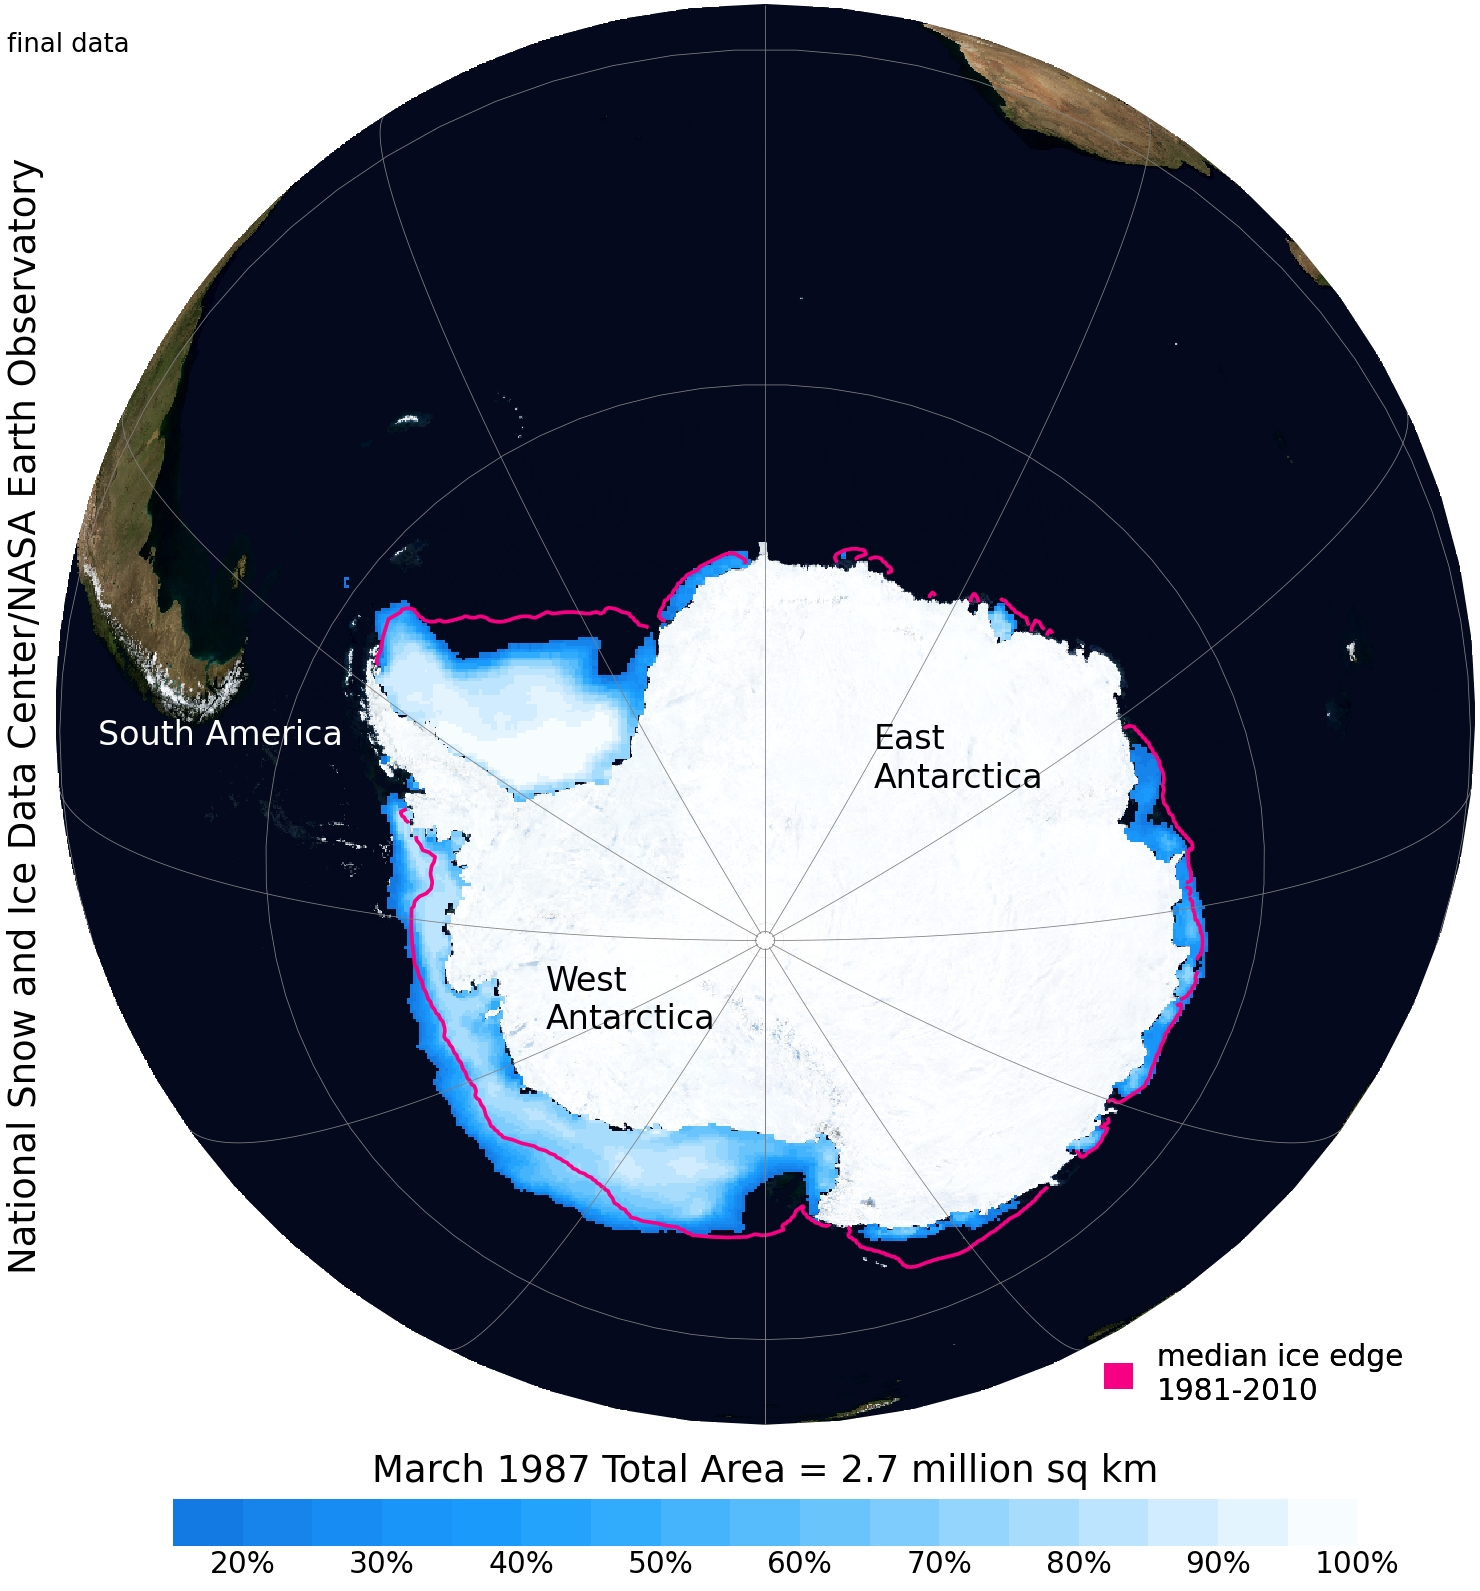 final data
National Snow and Ice Data Center/NASA Earth Observatory
South America
East
Antarctica
West
Antarctica
median ice edge
1981-2010
March 1987 Total Area = 2.7 million sq km
20% 30% 40% 50% 60% 70% 80% 90% 100%